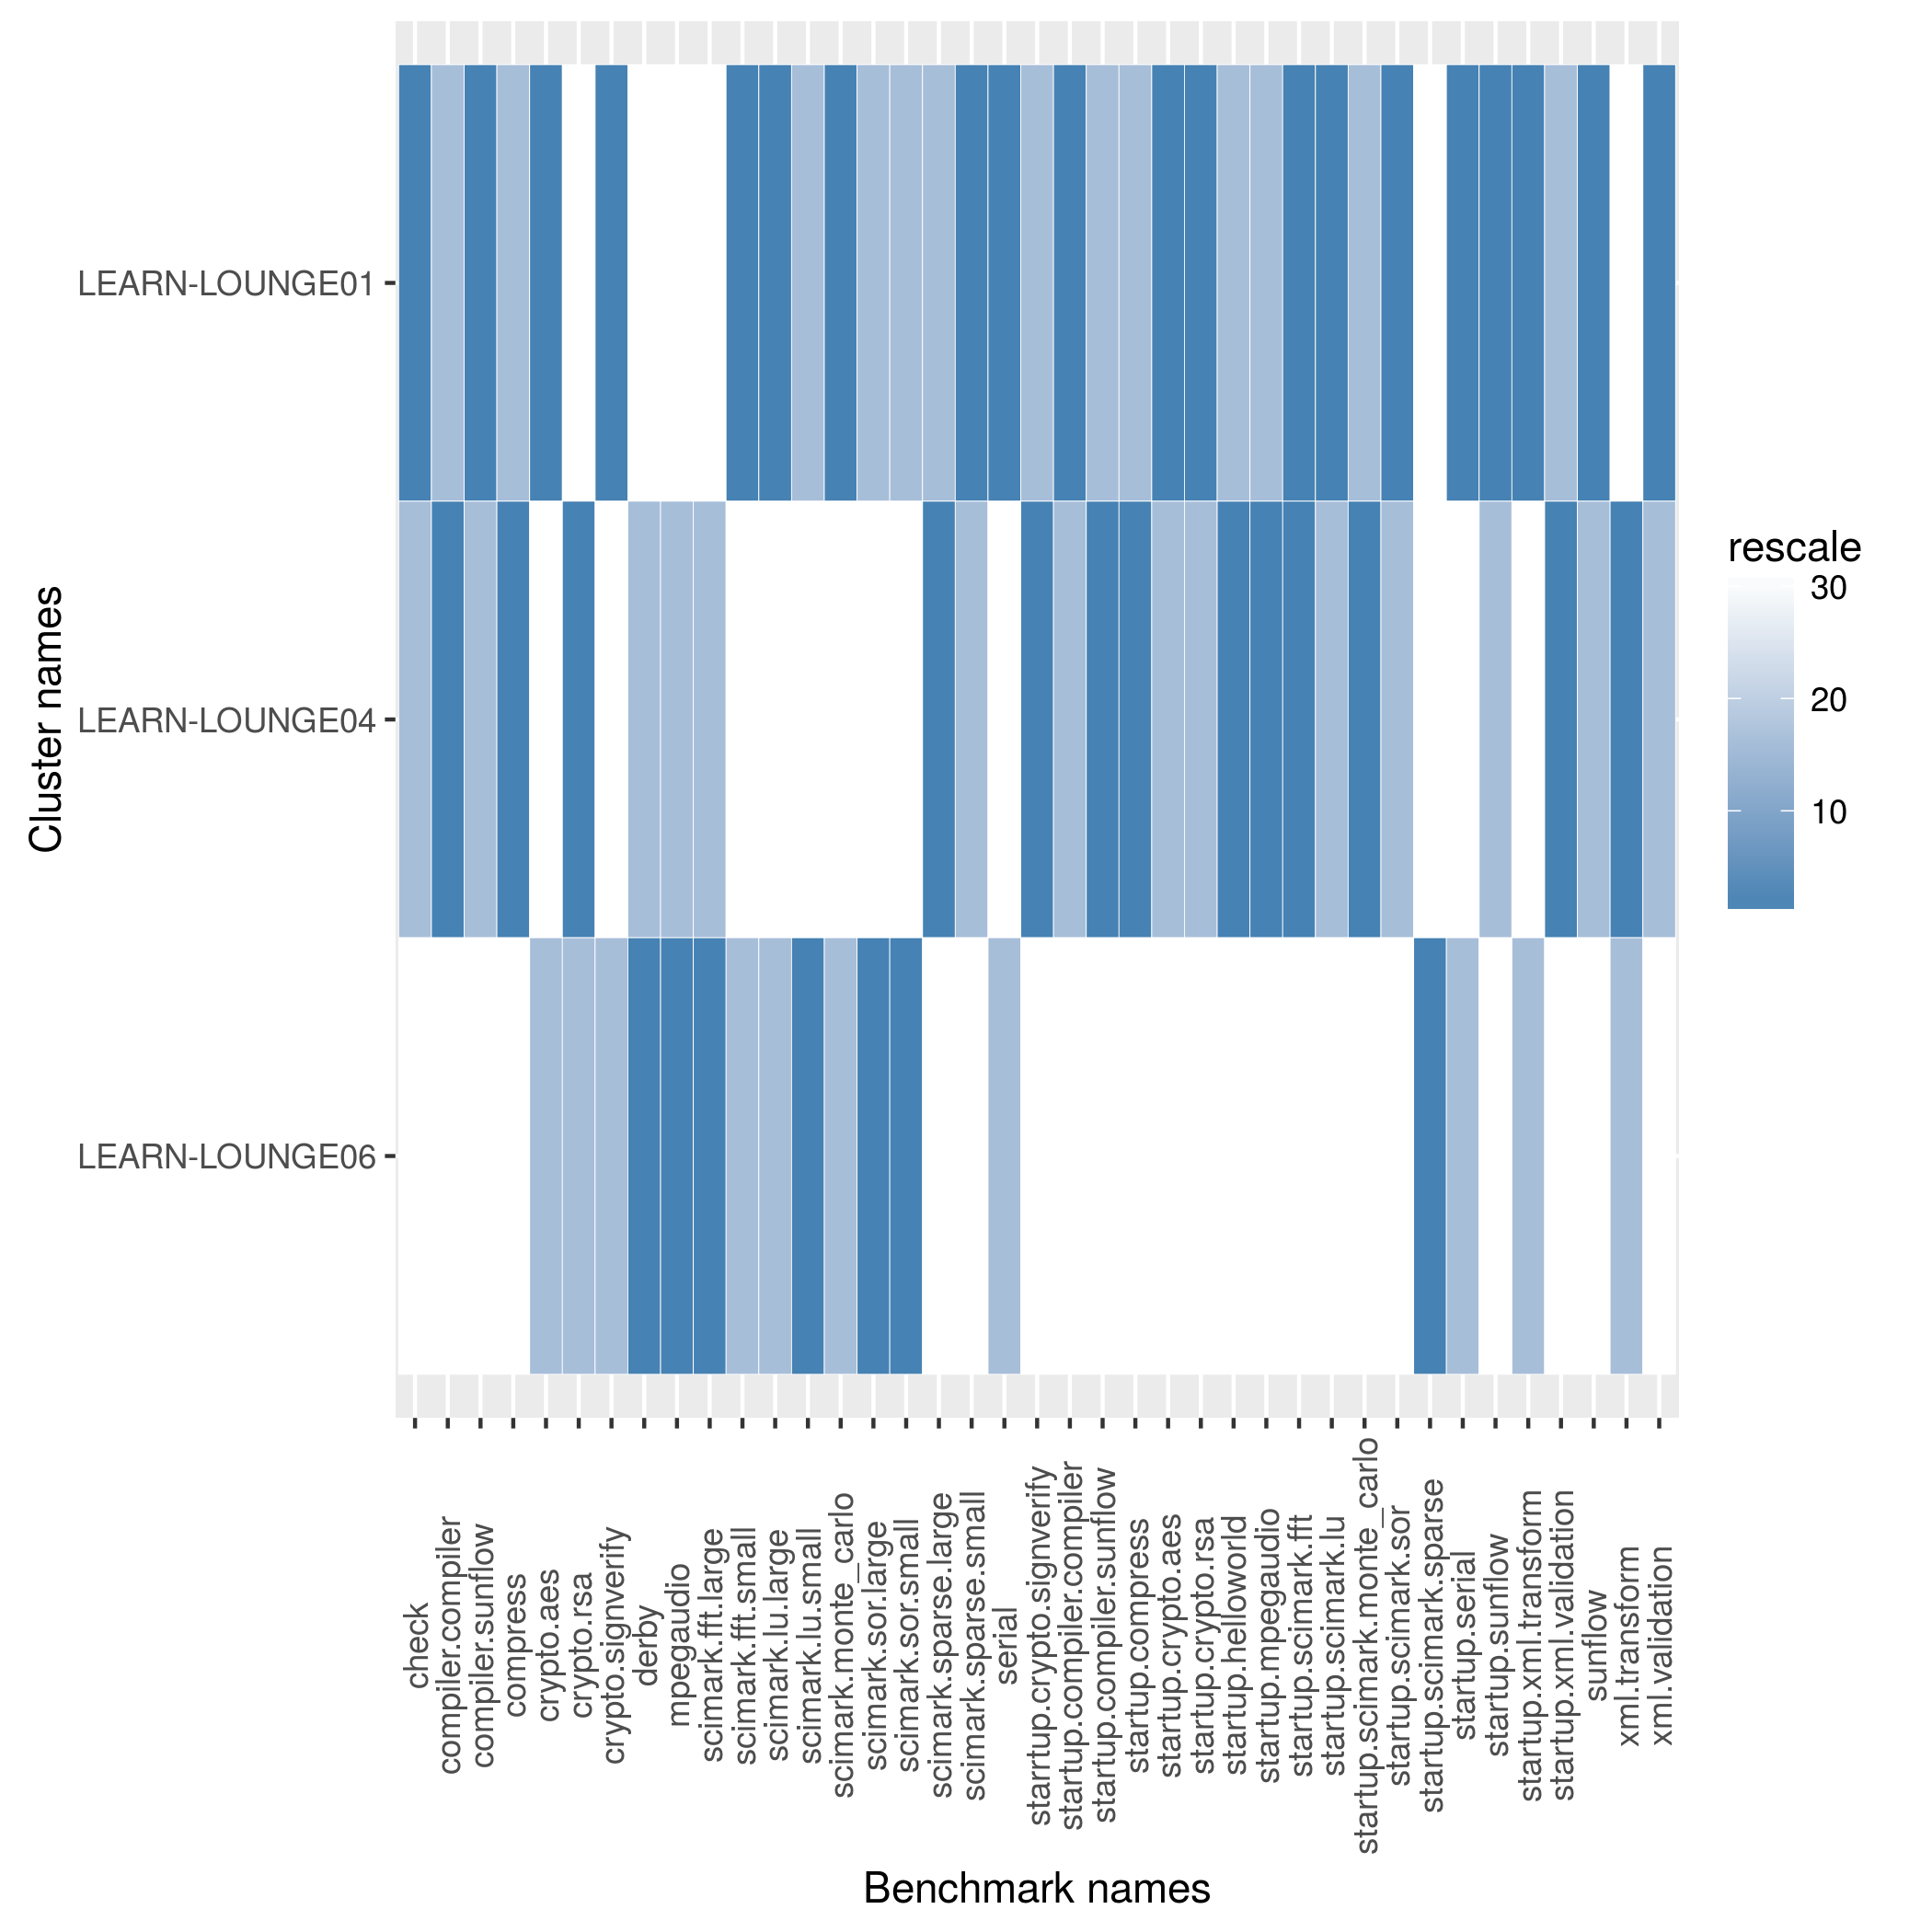 LEARN-LOUNGE01
LEARN-LOUNGE04
LEARN-LOUNGE06
Cluster names
rescale
30
20
10
check
compiler.compiler
compiler.sunflow
compress
crypto.aes
crypto.rsa
crypto.signverify
derby
mpegaudio
scimark.fft.large
scimark.fft.small
scimark.lu.large
scimark.lu.small
scimark.monte_carlo
scimark.sor.large
scimark.sor.small
scimark.sparse.large
scimark.sparse.small
serial
starrtup.crypto.signverify
startup.compiler.compiler
startup.compiler.sunflow
startup.compress
startup.crypto.aes
startup.crypto.rsa
startup.helloworld
startup.mpegaudio
startup.scimark.fft
startup.scimark.lu
startup.scimark.monte_carlo
startup.scimark.sor
startup.scimark.sparse
startup.serial
startup.sunflow
startup.xml.transform
startup.xml.validation
sunflow
xml.transform
xml.validation
Benchmark names